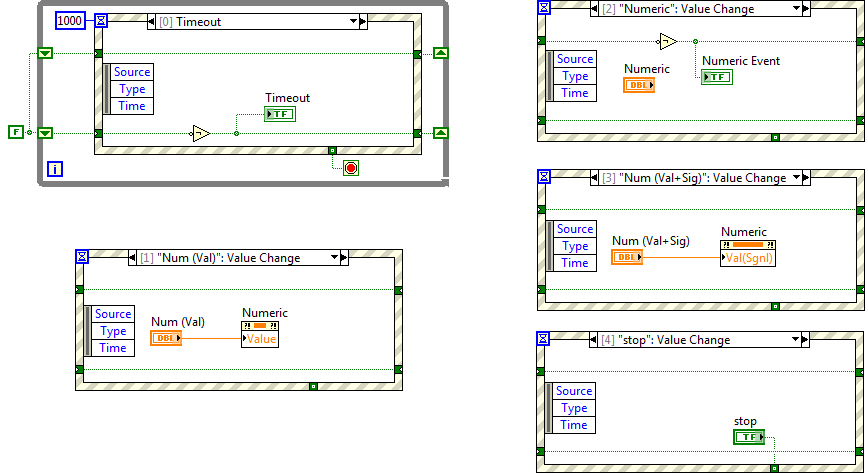 1000
[0] Timeout
Source
Type
Time
Timeout
TF
F
i
[1] "Num (Val)": Value Change
Source
Type
Time
Num (Val)
DBL
Numeric
Value
[2] "Numeric": Value Change
Source
Type
Time
Numeric
DBL
Numeric Event
TF
[3] "Num (Val+Sig)": Value Change
Source
Type
Time
Num (Val+Sig)
DBL
Numeric
Val(Sgnl)
[4] "stop": Value Change
Source
Type
Time
stop
TF